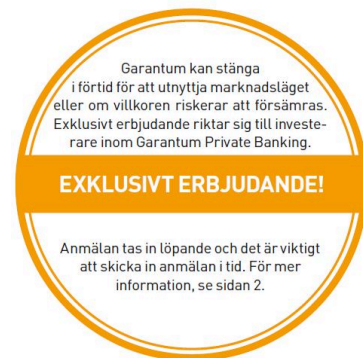 Garantum kan stänga
i förtid för att utnyttja marknadsläget
eller om villkoren riskerar att försämras.
Exklusivt erbjudande riktar sig till investe-
rare inom Garantum Private Banking.
EXKLUSIVT ERBJUDANDE!
Anmälan tas in löpande och det är viktigt
att skicka in anmälan i tid. För mer
information, se sidan 2.